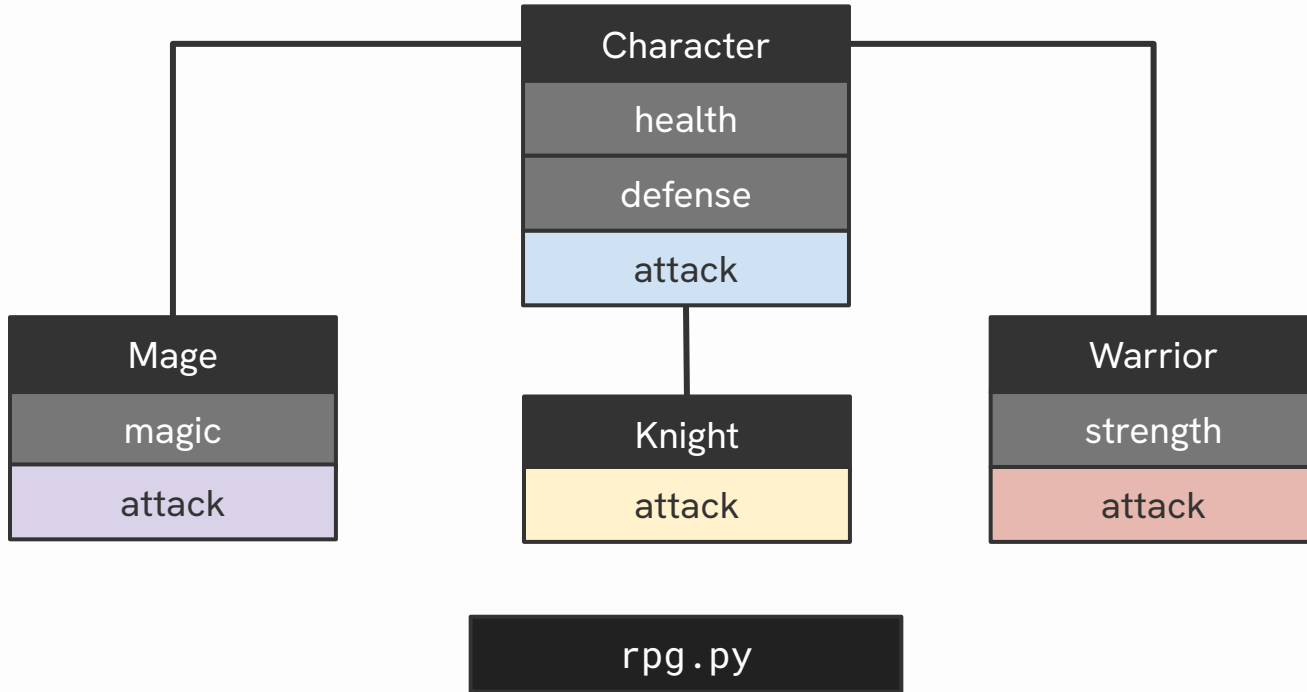 Character
health
defense
attack
Mage
magic
attack
Knight
attack
Warrior
strength
attack
rpg.py